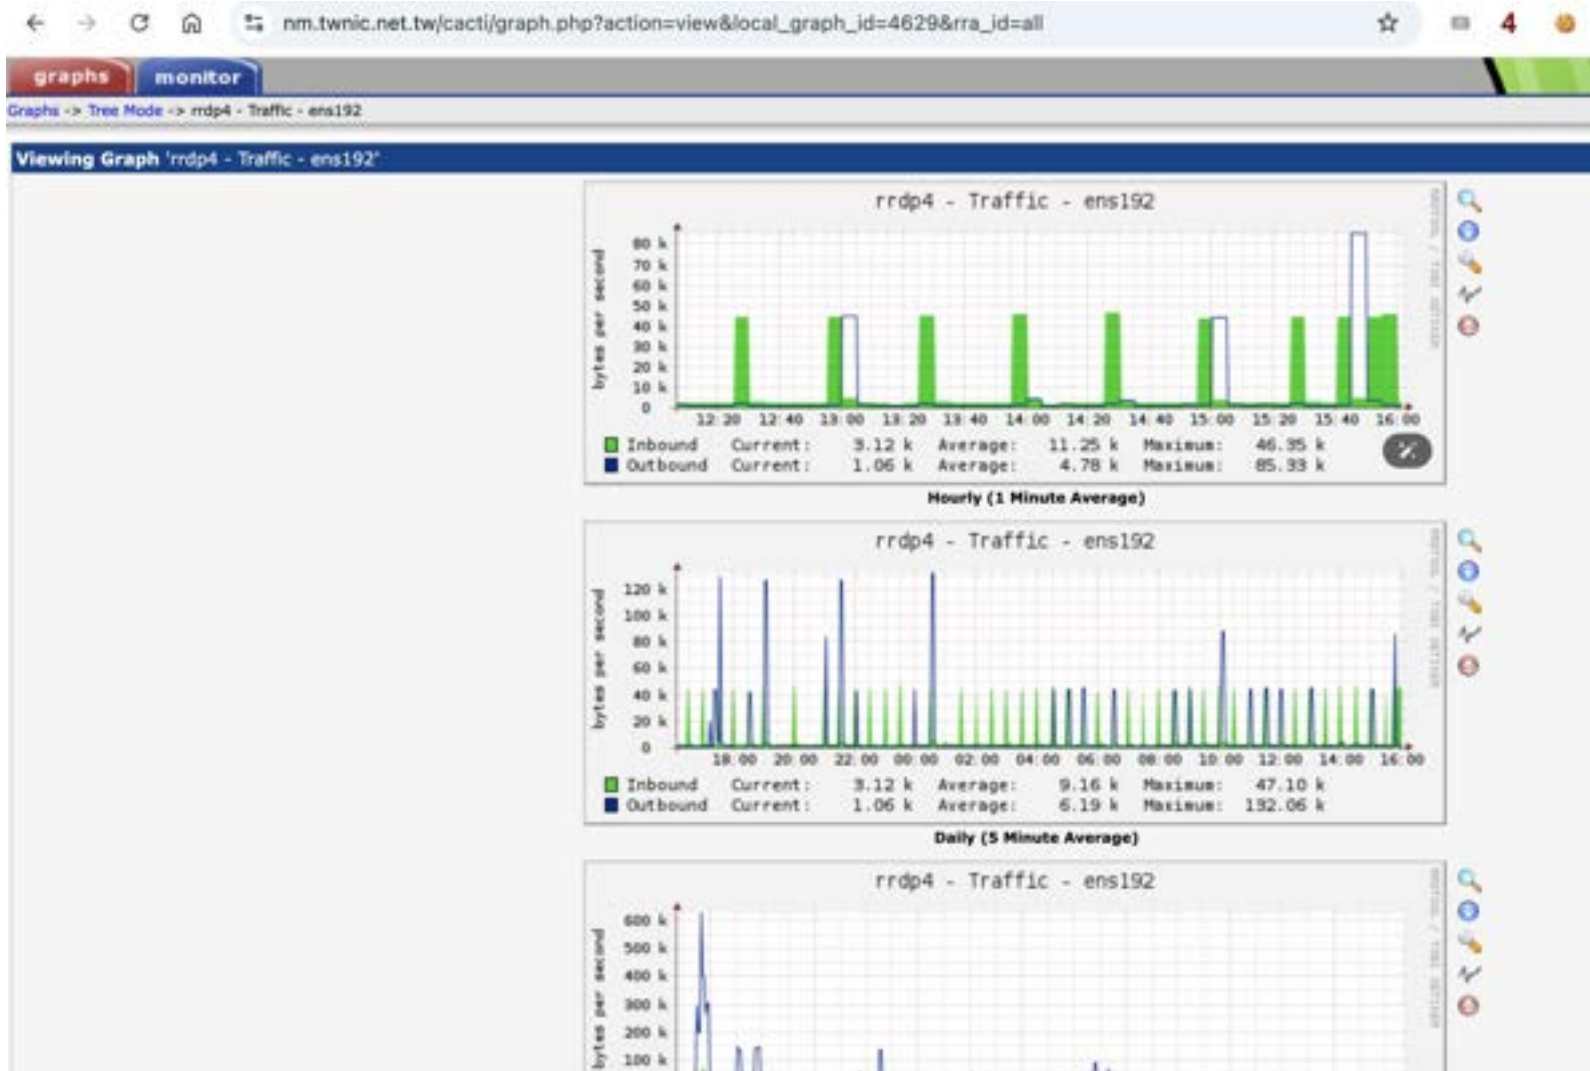 nm.twnic.net.tw/cacti/graph.php?action=view&local_graph_id=4629&rra_id=all
4
graphs
monitor
Graphs -> Tree Mode -> rrdp4 - Traffic - ens192
Viewing Graph 'rrdp4 - Traffic - ens192'
rrdp4 - Traffic - ens192
bytes per second
80 k
70 k
60 k
50 k
40 k
30 k
20 k
10 k
0
12:20 12:40 13:00 13:20 13:40 14:00 14:20 14:40 15:00 15:20 15:40 16:00
Inbound Current: 3.12 k Average: 11.25 k Maximum: 46.35 k
Outbound Current: 1.06 k Average: 4.78 k Maximum: 85.33 k
Hourly (1 Minute Average)
rrdp4 - Traffic - ens192
bytes per second
120 k
100 k
80 k
60 k
40 k
20 k
0
18:00 20:00 22:00 00:00 02:00 04:00 06:00 08:00 10:00 12:00 14:00 16:00
Inbound Current: 3.12 k Average: 9.16 k Maximum: 47.10 k
Outbound Current: 1.06 k Average: 6.19 k Maximum: 132.06 k
Daily (5 Minute Average)
rrdp4 - Traffic - ens192
bytes per second
600 k
500 k
400 k
300 k
200 k
100 k